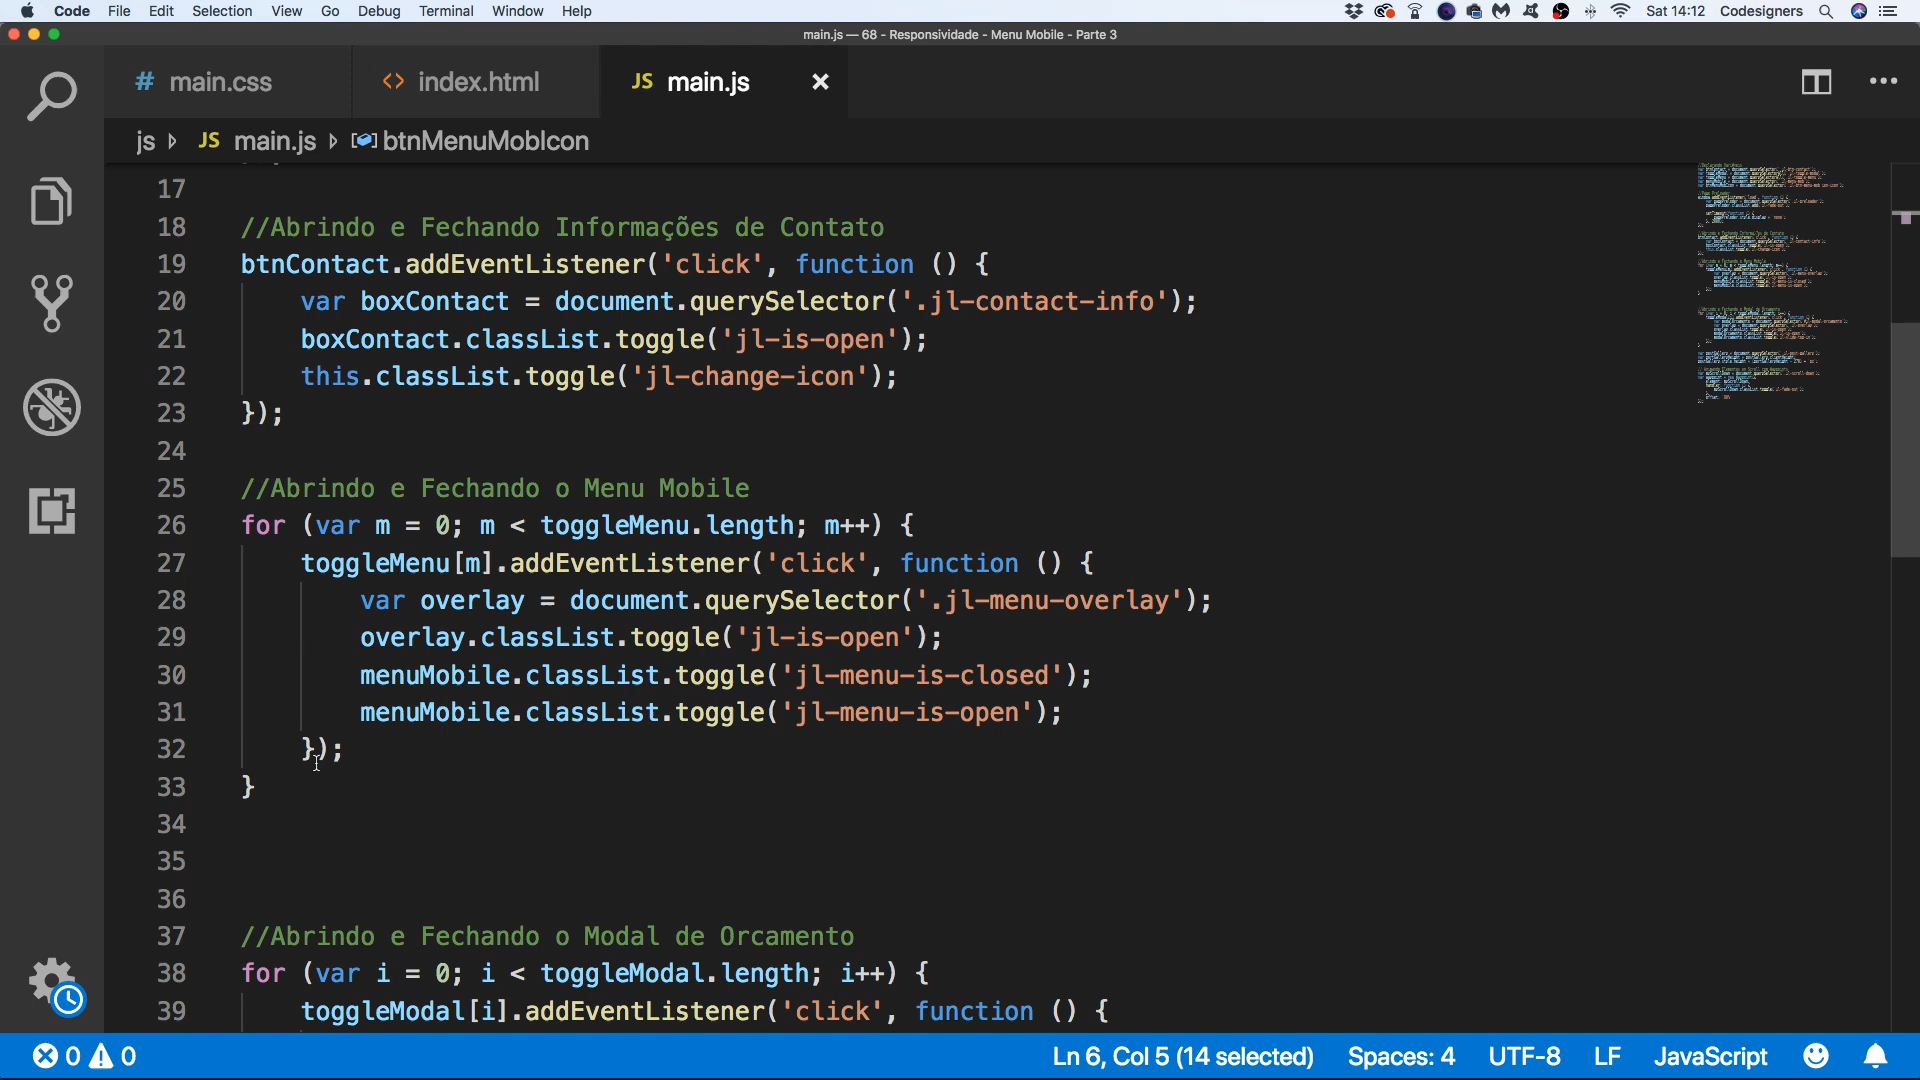 Code File Edit Selection View Go Debug Terminal Window Help Sat 14:12 Codesigners
main.js — 68 - Responsividade - Menu Mobile - Parte 3
# main.css <> index.html JS main.js ×
js JS main.js btnMenuMobIcon
17
18 //Abrindo e Fechando Informações de Contato
19 btnContact.addEventListener('click', function () {
20 var boxContact = document.querySelector('.jl-contact-info');
21 boxContact.classList.toggle('jl-is-open');
22 this.classList.toggle('jl-change-icon');
23 });
24
25 //Abrindo e Fechando o Menu Mobile
26 for (var m = 0; m < toggleMenu.length; m++) {
27 toggleMenu[m].addEventListener('click', function () {
28 var overlay = document.querySelector('.jl-menu-overlay');
29 overlay.classList.toggle('jl-is-open');
30 menuMobile.classList.toggle('jl-menu-is-closed');
31 menuMobile.classList.toggle('jl-menu-is-open');
32 });
33 }
34
35
36
37 //Abrindo e Fechando o Modal de Orcamento
38 for (var i = 0; i < toggleModal.length; i++) {
39 toggleModal[i].addEventListener('click', function () {
0 0 Ln 6, Col 5 (14 selected) Spaces: 4 UTF-8 LF JavaScript